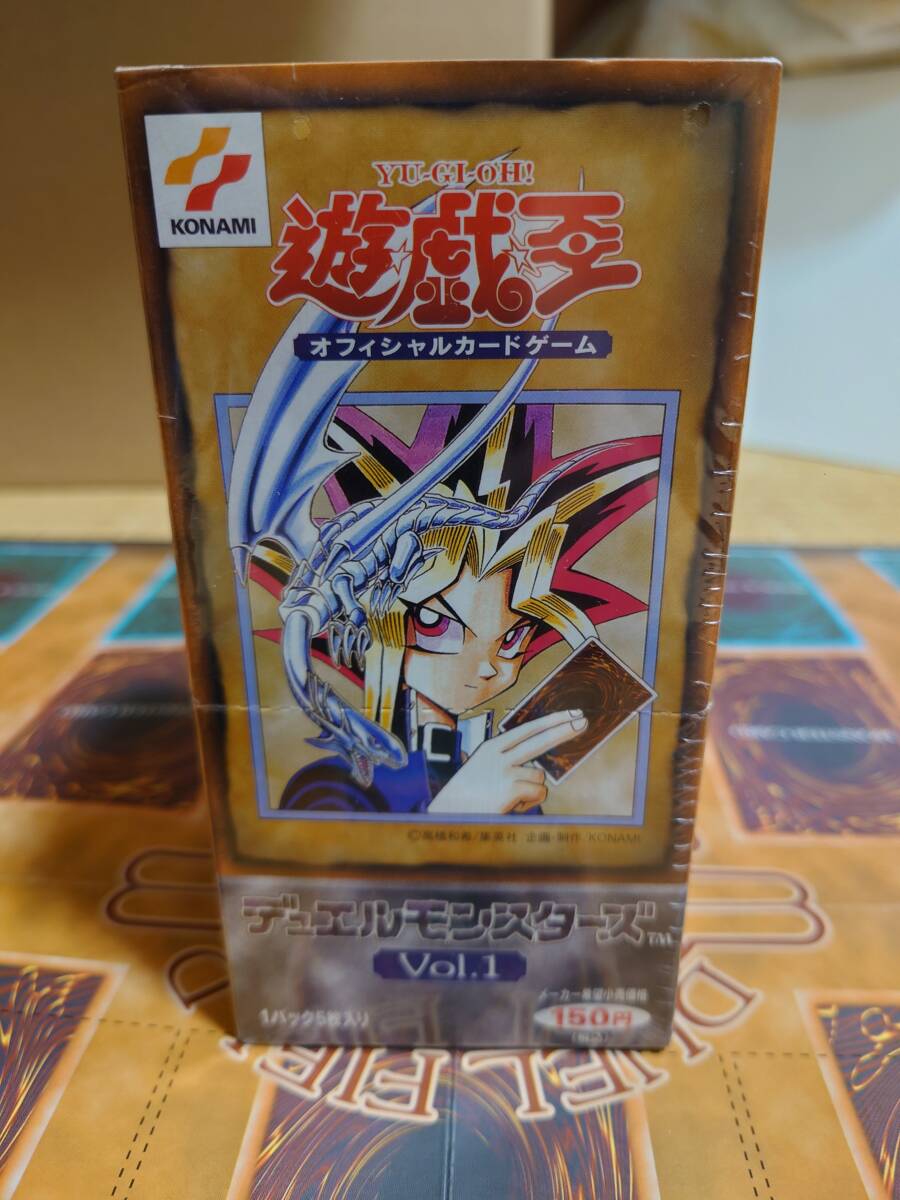 KONAMI
YU-GI-OH!
遊☆戯☆王
オフィシャルカードゲーム
©高橋和希/集英社 企画・制作/KONAMI
デュエルモンスターズ™
Vol.1
メーカー希望小売価格
1パック5枚入り
150円
DUEL FIE